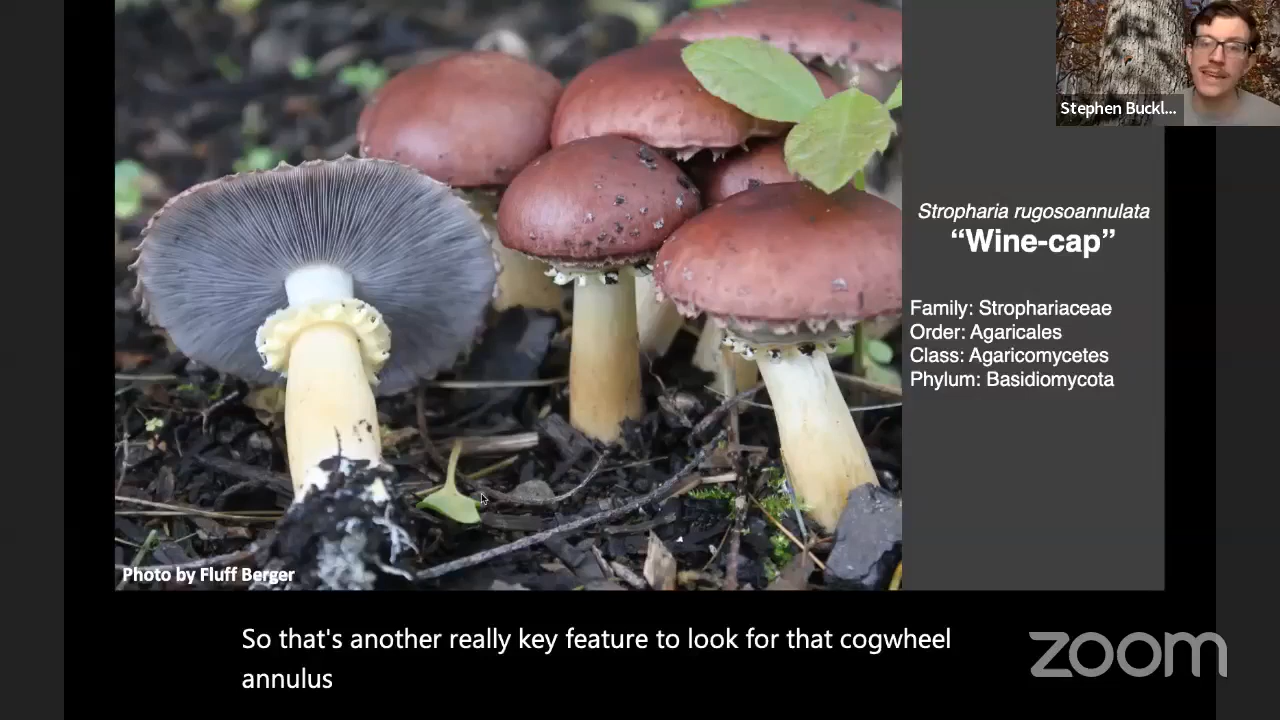 Stephen Buckl...
Stropharia rugosoannulata
“Wine-cap”
Family: Strophariaceae
Order: Agaricales
Class: Agaricomycetes
Phylum: Basidiomycota
Photo by Fluff Berger
So that's another really key feature to look for that cogwheel
annulus
zoom